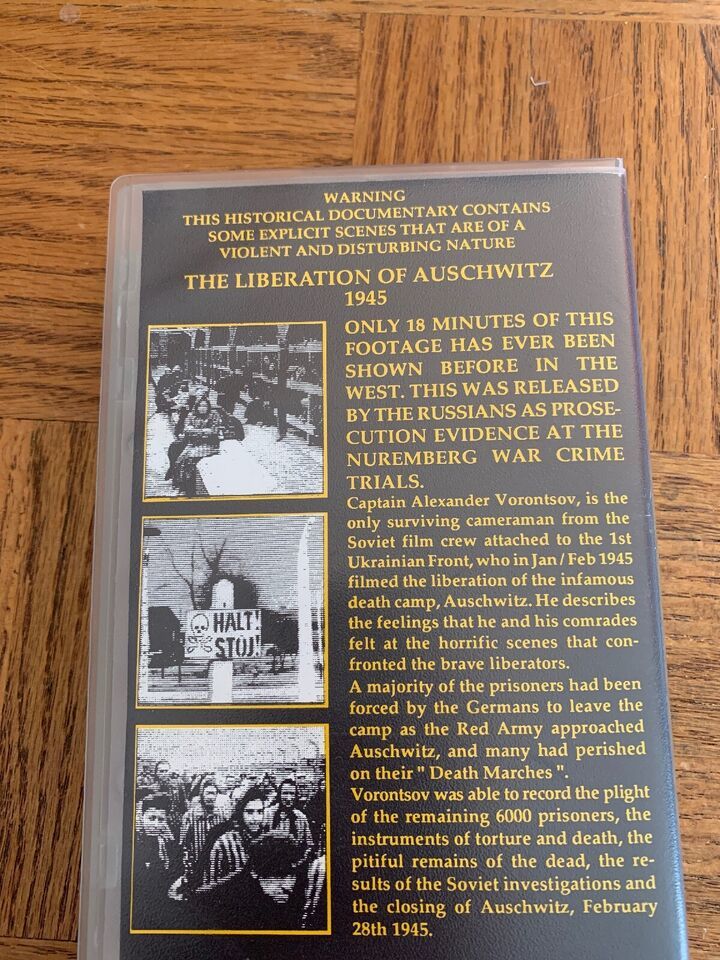 WARNING
THIS HISTORICAL DOCUMENTARY CONTAINS
SOME EXPLICIT SCENES THAT ARE OF A
VIOLENT AND DISTURBING NATURE
THE LIBERATION OF AUSCHWITZ
1945
ONLY 18 MINUTES OF THIS
FOOTAGE HAS EVER BEEN
SHOWN BEFORE IN THE
WEST. THIS WAS RELEASED
BY THE RUSSIANS AS PROSE-
CUTION EVIDENCE AT THE
NUREMBERG WAR CRIME
TRIALS.
Captain Alexander Vorontsov, is the
only surviving cameraman from the
Soviet film crew attached to the 1st
Ukrainian Front, who in Jan / Feb 1945
filmed the liberation of the infamous
death camp, Auschwitz. He describes
the feelings that he and his comrades
felt at the horrific scenes that con-
fronted the brave liberators.
A majority of the prisoners had been
forced by the Germans to leave the
camp as the Red Army approached
Auschwitz, and many had perished
on their " Death Marches ".
Vorontsov was able to record the plight
of the remaining 6000 prisoners, the
instruments of torture and death, the
pitiful remains of the dead, the re-
sults of the Soviet investigations and
the closing of Auschwitz, February
28th 1945.
HALT!
STOJ!